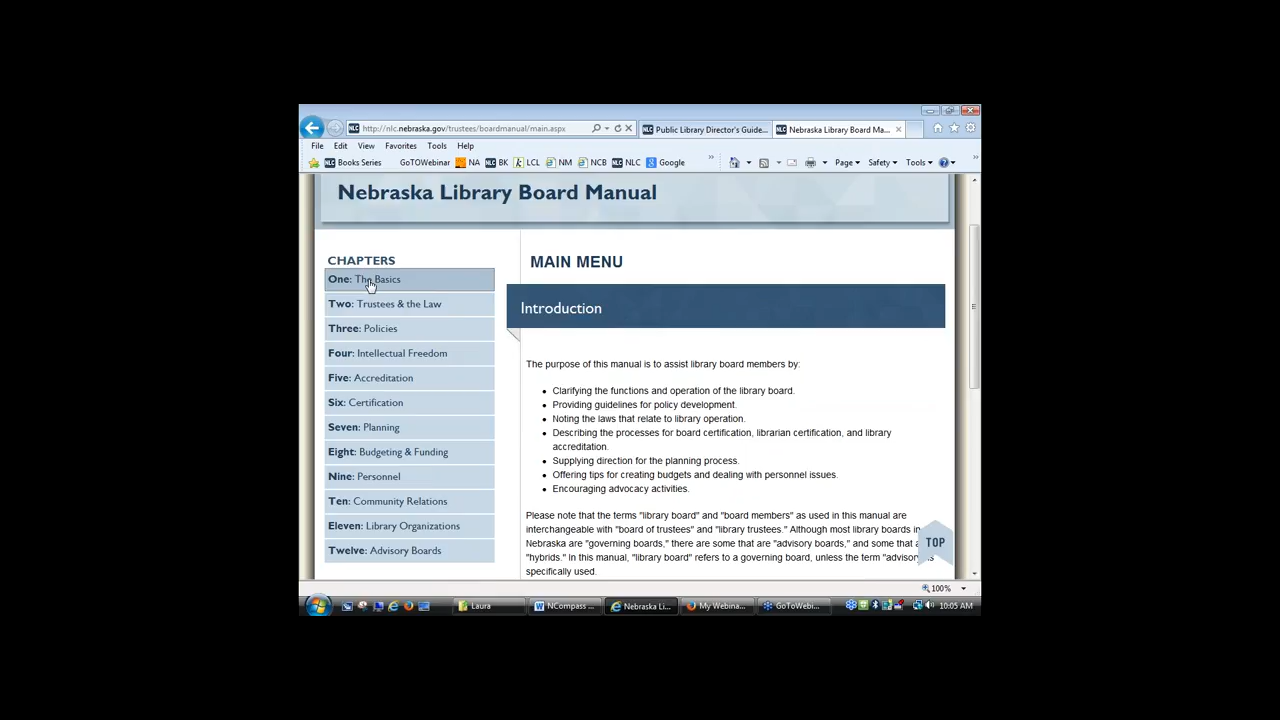 http://nlc.nebraska.gov/trustees/boardmanual/main.aspx
Public Library Director's Guide...
Nebraska Library Board Ma...
File Edit View Favorites Tools Help
Books Series GoTOWebinar NA BK LCL NM NCB NLC Google Page Safety Tools
Nebraska Library Board Manual
CHAPTERS
One: The Basics
Two: Trustees & the Law
Three: Policies
Four: Intellectual Freedom
Five: Accreditation
Six: Certification
Seven: Planning
Eight: Budgeting & Funding
Nine: Personnel
Ten: Community Relations
Eleven: Library Organizations
Twelve: Advisory Boards
MAIN MENU
Introduction
The purpose of this manual is to assist library board members by:
Clarifying the functions and operation of the library board.
Providing guidelines for policy development.
Noting the laws that relate to library operation.
Describing the processes for board certification, librarian certification, and library
accreditation.
Supplying direction for the planning process.
Offering tips for creating budgets and dealing with personnel issues.
Encouraging advocacy activities.
Please note that the terms "library board" and "board members" as used in this manual are
interchangeable with "board of trustees" and "library trustees." Although most library boards in
Nebraska are "governing boards," there are some that are "advisory boards," and some that a
"hybrids." In this manual, "library board" refers to a governing board, unless the term "advisory is
specifically used.
TOP
100%
Laura
NCompass ...
Nebraska Li...
My Webina...
GoToWebi...
10:05 AM